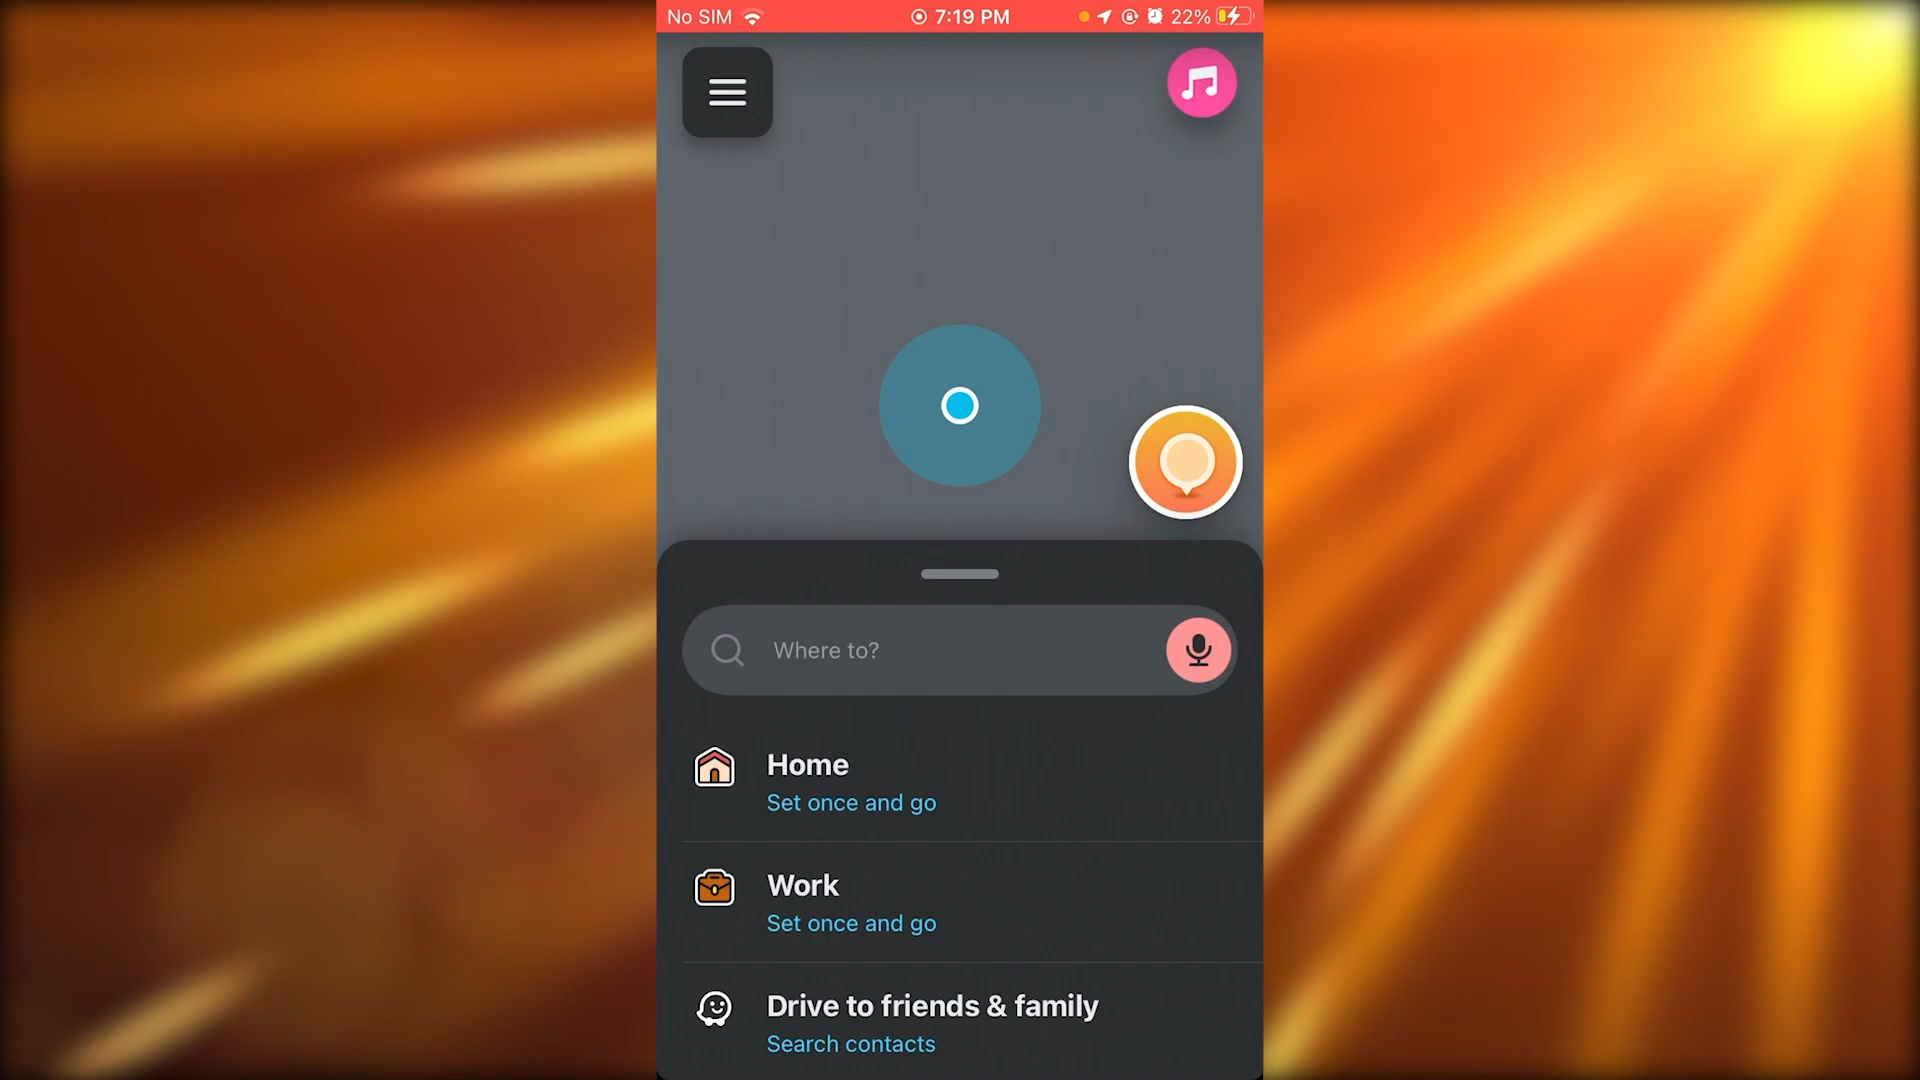 No SIM 7:19 PM 22%
Where to?
Home
Set once and go
Work
Set once and go
Drive to friends & family
Search contacts